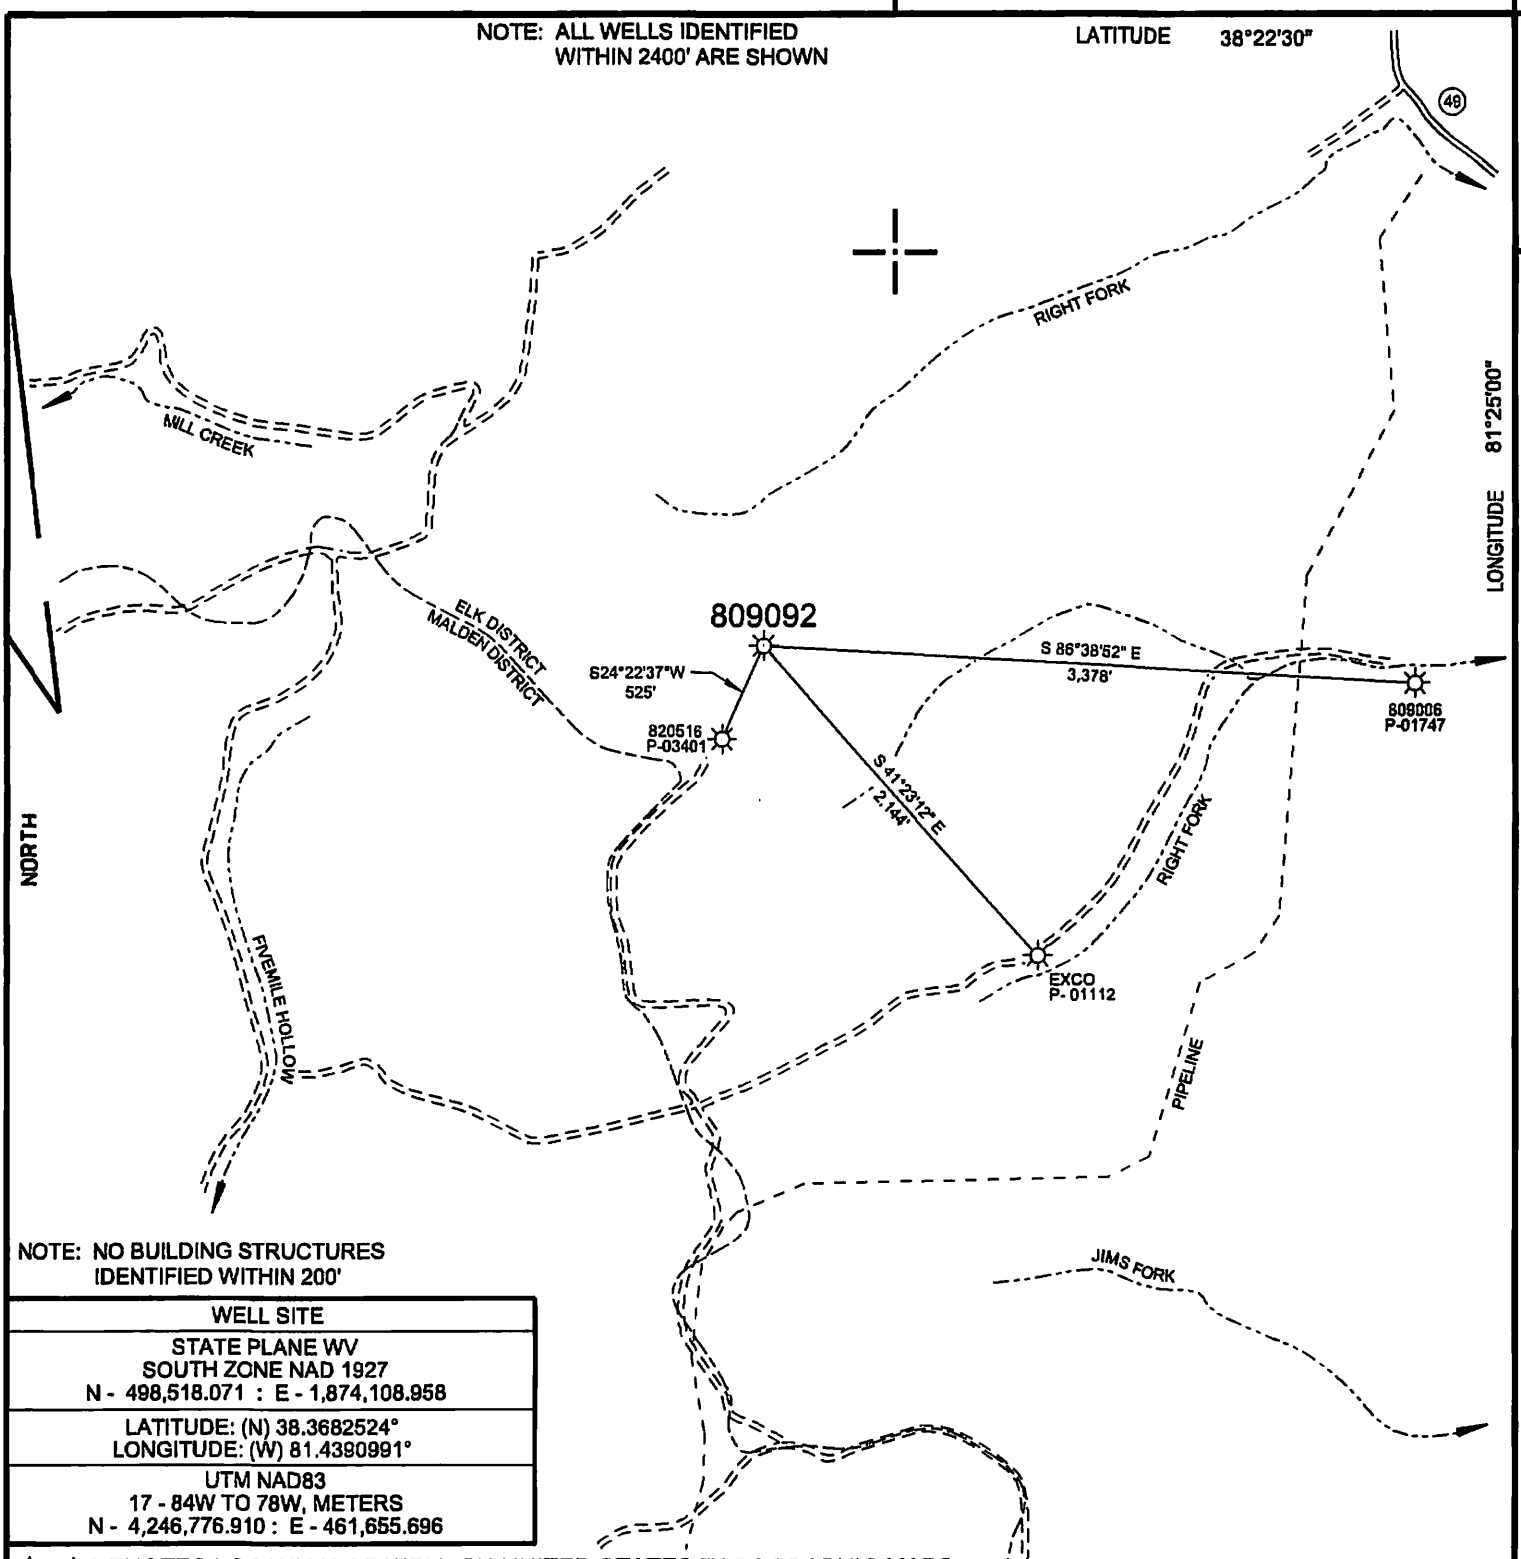 NOTE: ALL WELLS IDENTIFIED
WITHIN 2400' ARE SHOWN
LATITUDE 38°22'30"
49
RIGHT FORK
LONGITUDE 81°25'00"
MILL CREEK
ELK DISTRICT
MALDEN DISTRICT
809092
S24°22'37"W
525'
S 86°38'52" E
3,378'
809006
P-01747
820516
P-03401
S 41°23'12" E
2,144'
RIGHT FORK
NORTH
FIVEMILE HOLLOW
EXCO
P- 01112
PIPELINE
JIMS FORK
NOTE: NO BUILDING STRUCTURES
IDENTIFIED WITHIN 200'
WELL SITE
STATE PLANE WV
SOUTH ZONE NAD 1927
N - 498,518.071 : E - 1,874,108.958
LATITUDE: (N) 38.3682524°
LONGITUDE: (W) 81.4390991°
UTM NAD83
17 - 84W TO 78W, METERS
N - 4,246,776.910 : E - 461,655.696